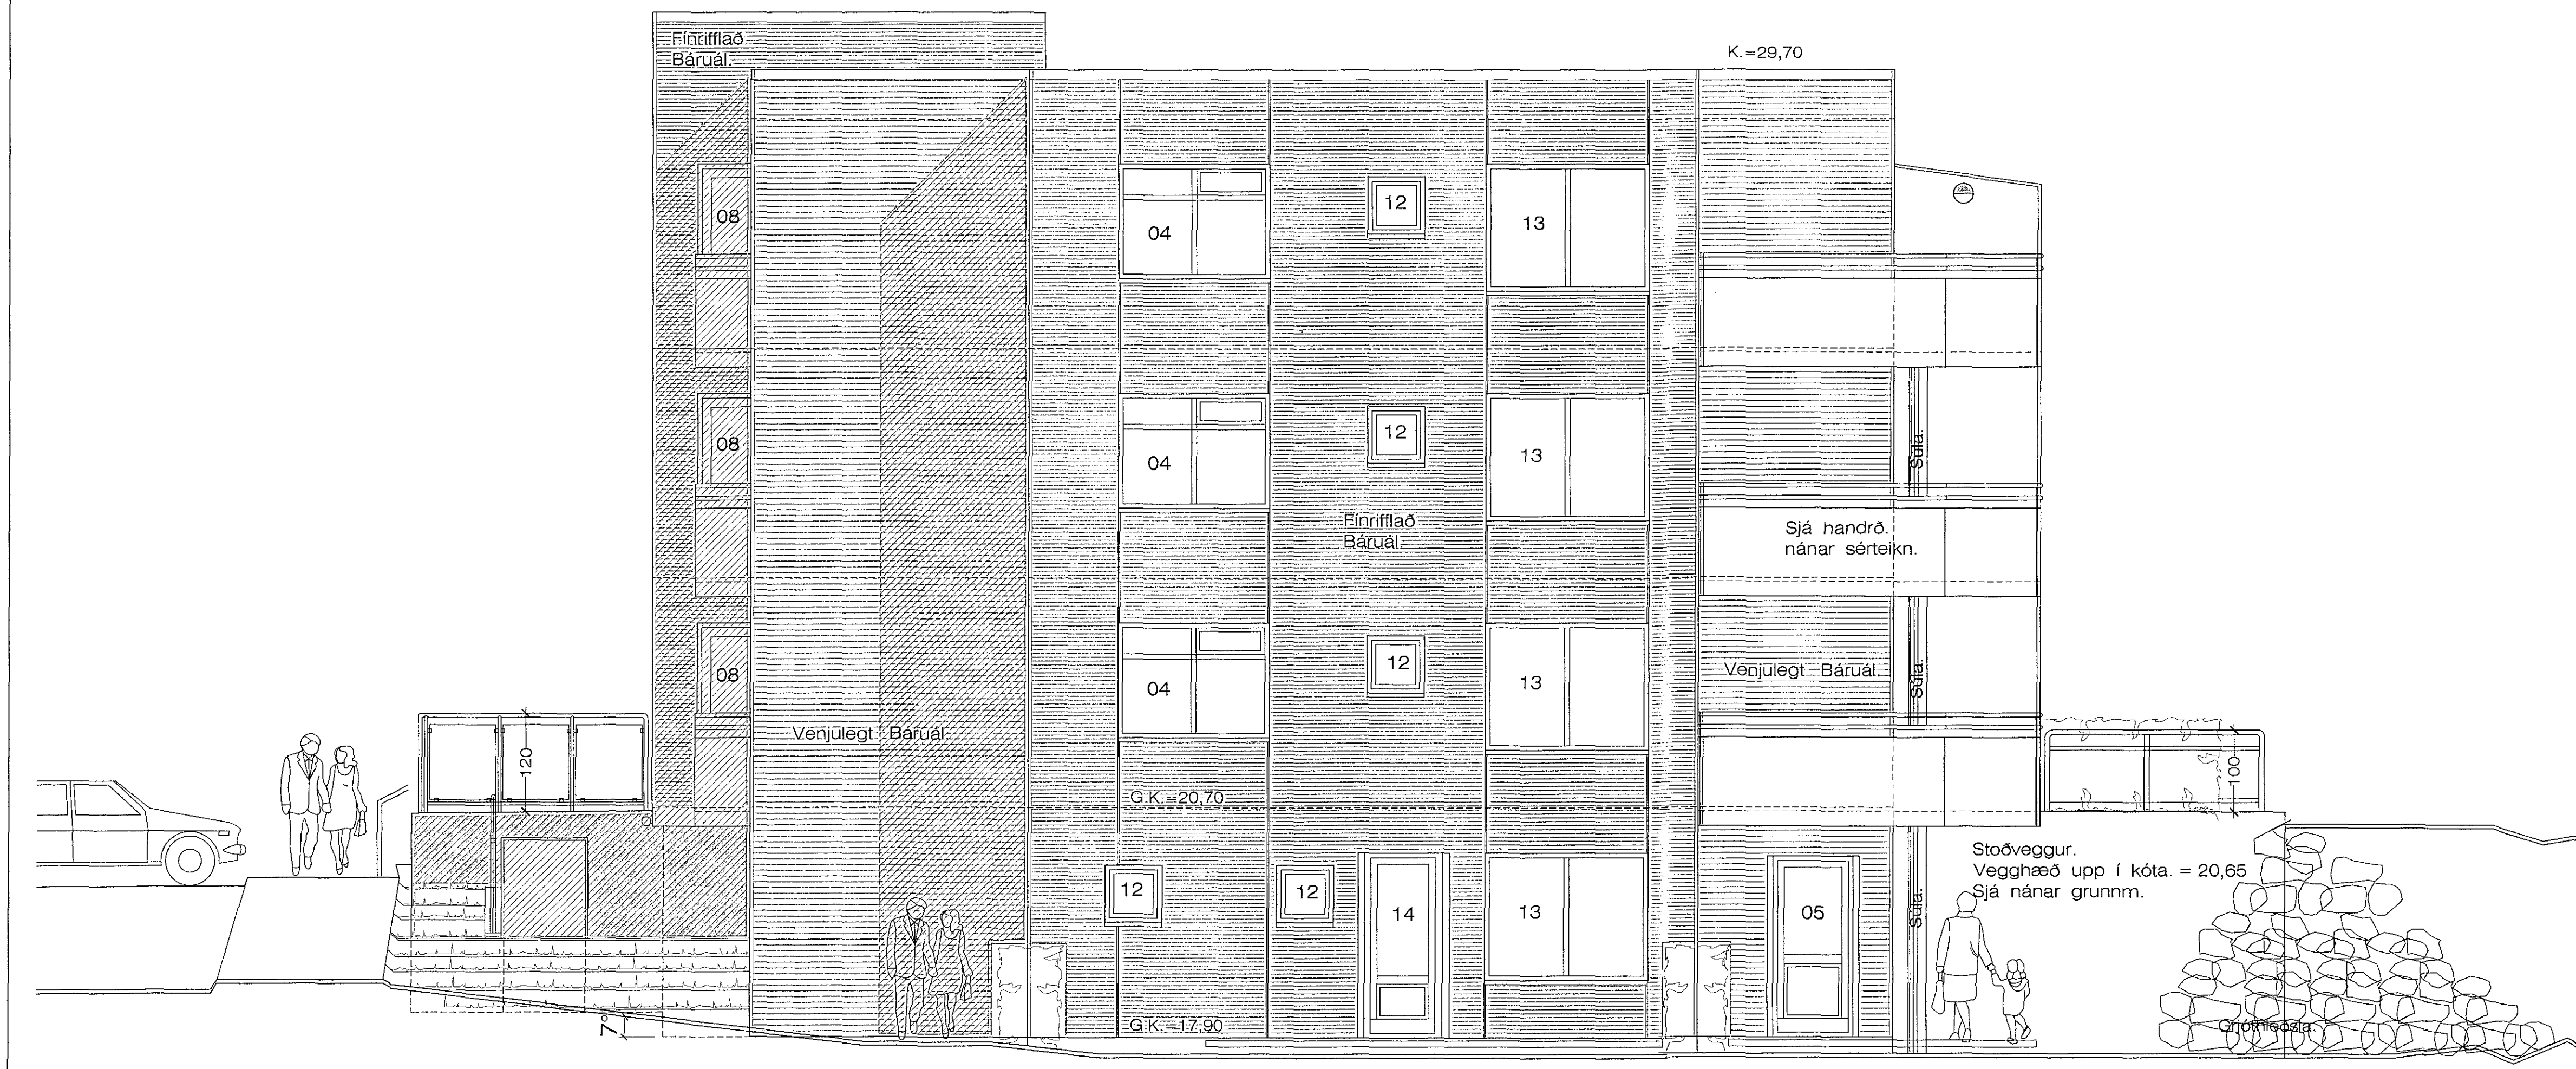 Fínrifflað
Báruál.
K.=29,70
08
04
12
13
08
04
12
13
Súla.
Fínrifflað
Báruál.
Sjá handrð.
nánar sérteikn.
08
04
12
13
Venjulegt Báruál.
Súla.
Venjulegt Báruál.
120
100
G.K.=20,70
Stoðveggur.
Vegghæð upp í kóta. = 20,65
Sjá nánar grunnm.
12
12
14
13
05
Súla.
7°
G.K.=17,90
Grjóthleðsla.